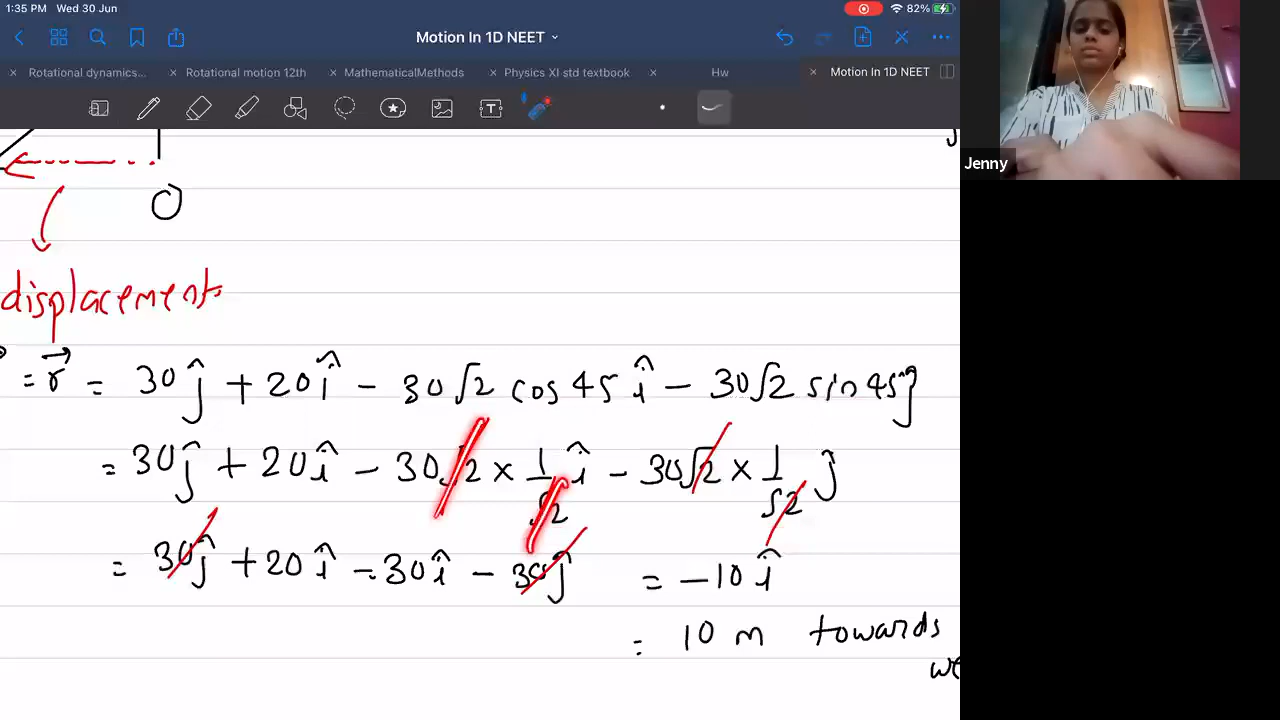 1:35 PM Wed 30 Jun
82%
Motion In 1D NEET
Rotational dynamics...
Rotational motion 12th
MathematicalMethods
Physics XI std textbook
Hw
Motion In 1D NEET
Jenny
O
displacement
= r⃗ = 30ĵ + 20î − 30√2 cos 45 î − 30√2 sin 45 ĵ
= 30ĵ + 20î − 30√2 × 1/√2 î − 30√2 × 1/√2 ĵ
= 30ĵ + 20î − 30î − 30ĵ = −10î
= 10 m towards
we